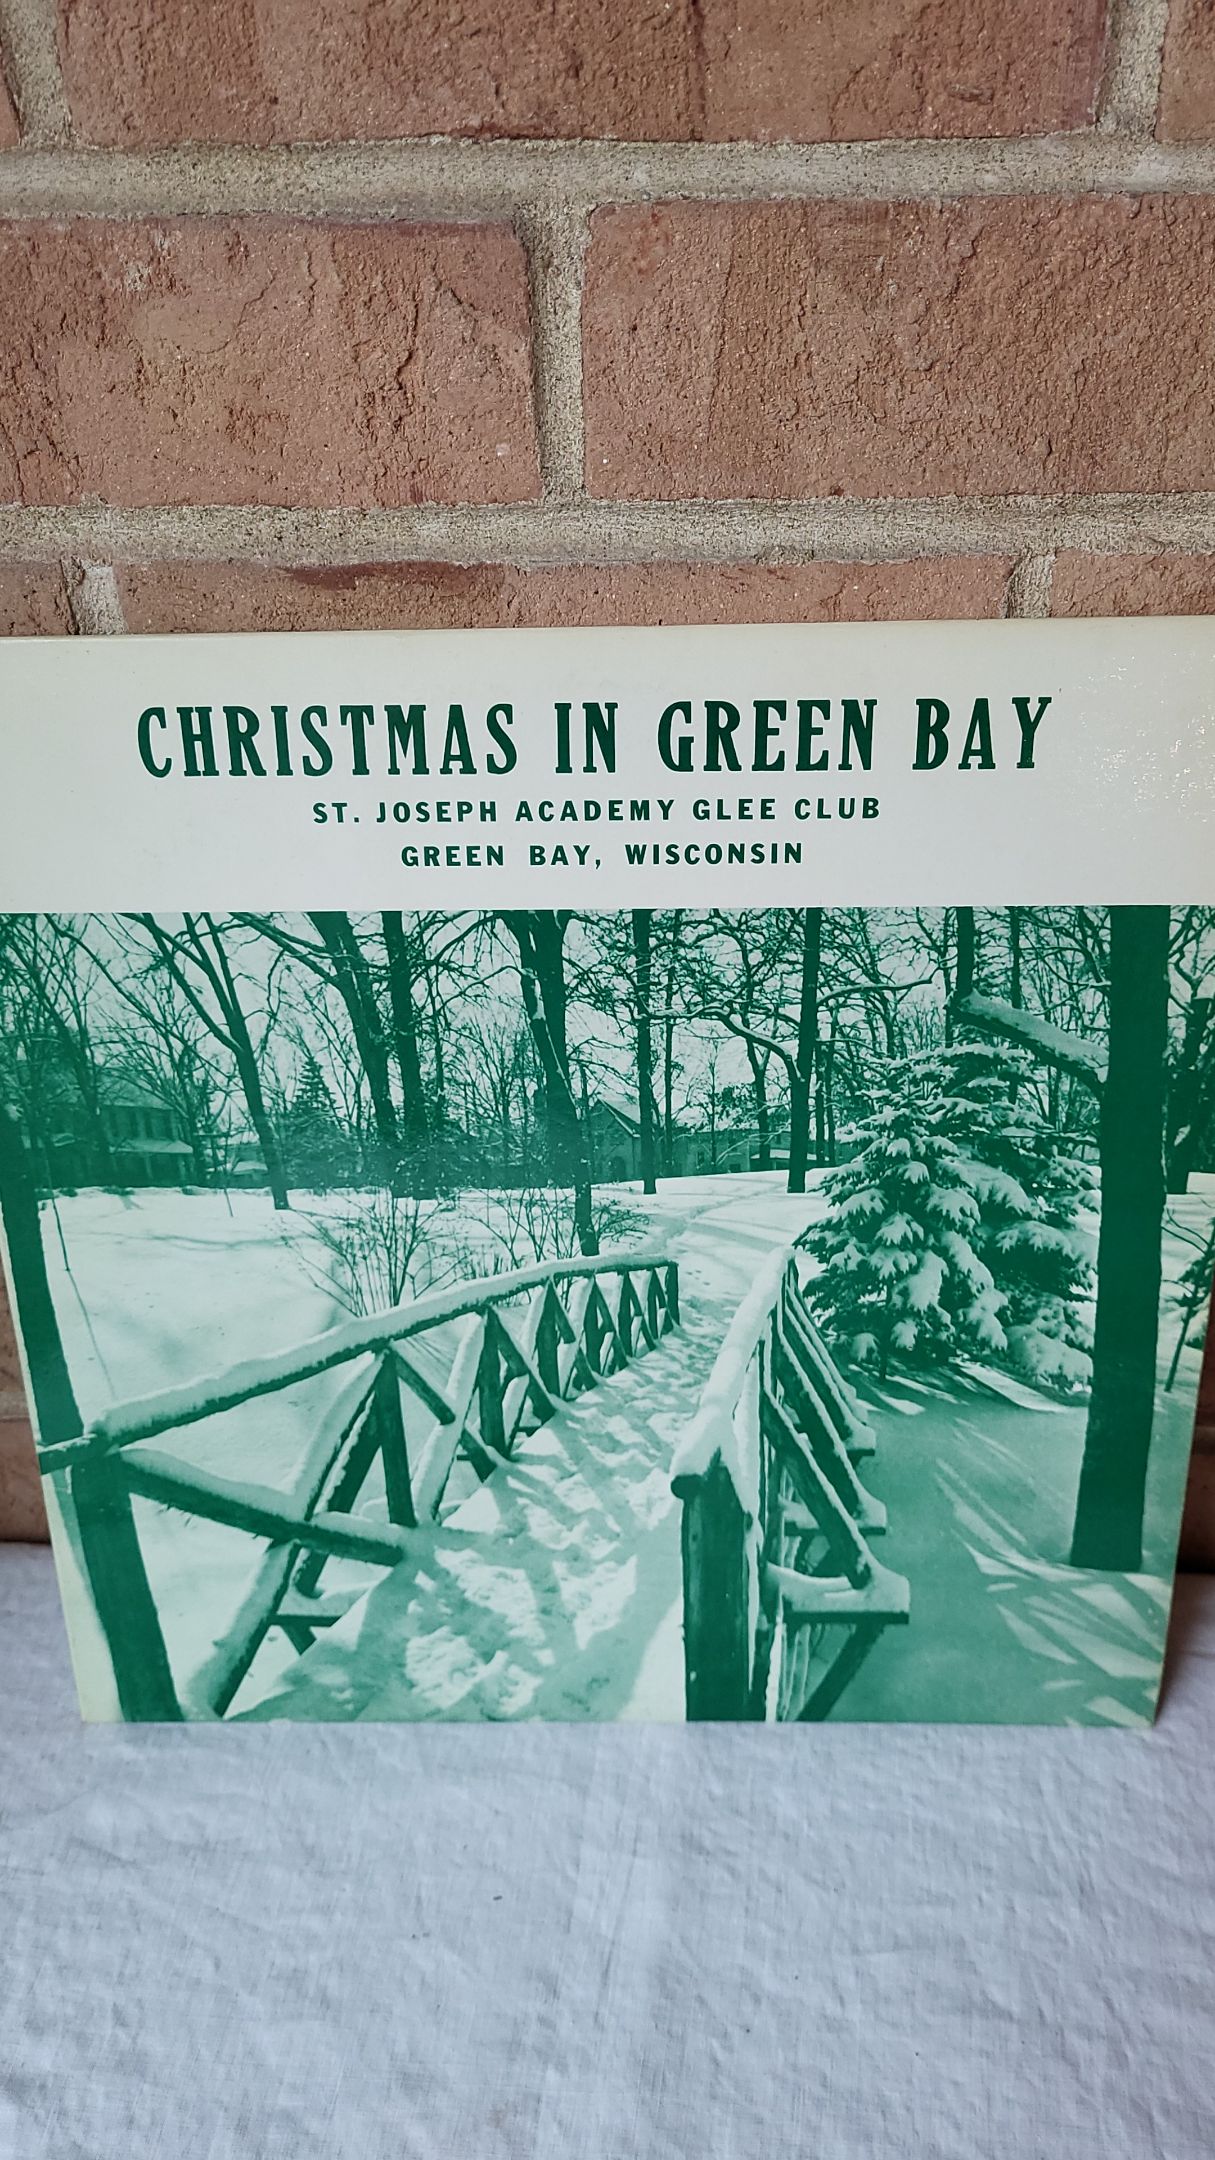 CHRISTMAS IN GREEN BAY
ST. JOSEPH ACADEMY GLEE CLUB
GREEN BAY, WISCONSIN